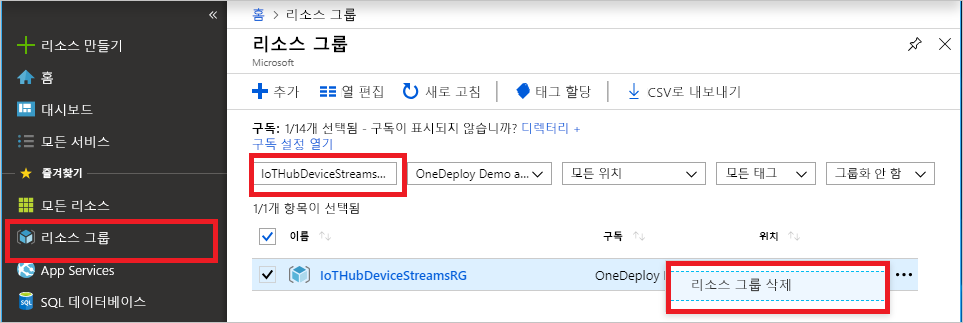 «
리소스 만들기
홈
대시보드
모든 서비스
즐겨찾기
모든 리소스
리소스 그룹
App Services
SQL 데이터베이스
홈 > 리소스 그룹
리소스 그룹
Microsoft
추가 열 편집 새로 고침 태그 할당 CSV로 내보내기
구독: 1/14개 선택됨 - 구독이 표시되지 않습니까? 디렉터리 +
구독 설정 열기
IoTHubDeviceStreams... OneDeploy Demo a... 모든 위치 모든 태그 그룹화 안 함
1/1개 항목이 선택됨
이름 구독 위치
IoTHubDeviceStreamsRG OneDeploy 리소스 그룹 삭제 •••